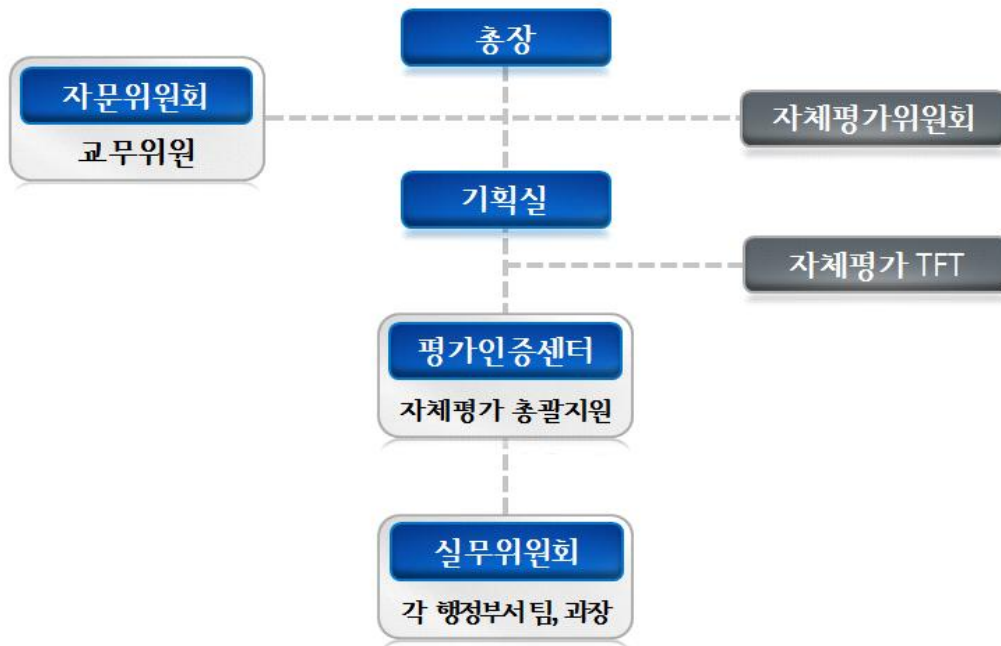 총장
자문위원회
교무위원
자체평가위원회
기획실
자체평가 TFT
평가인증센터
자체평가 총괄지원
실무위원회
각 행정부서 팀, 과장